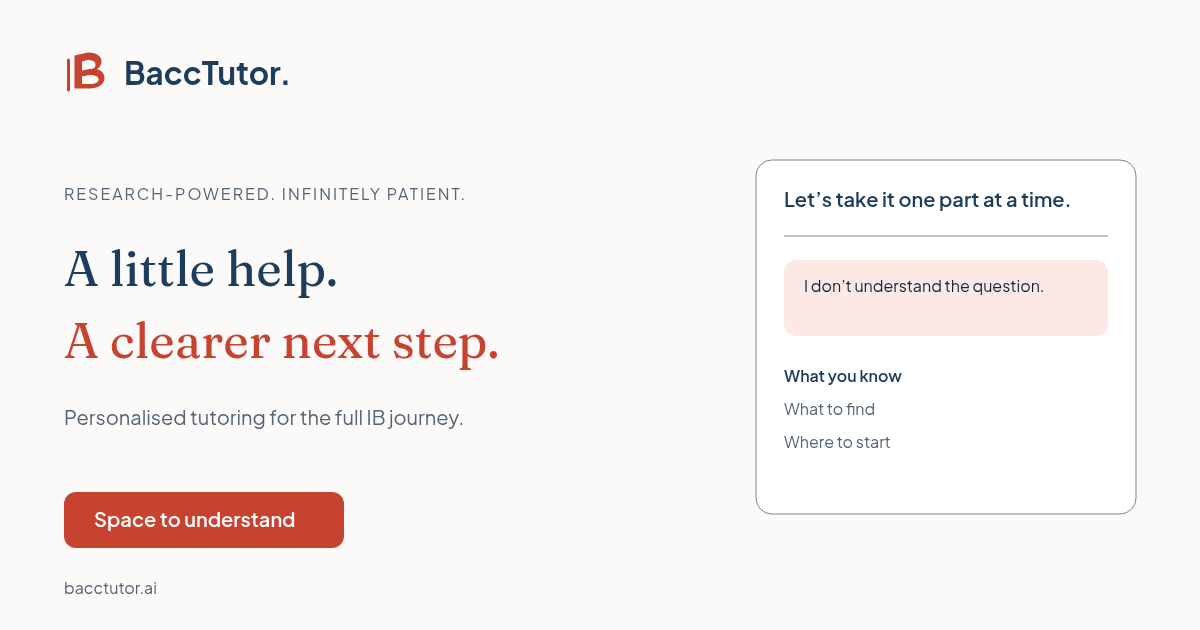 BaccTutor.
RESEARCH-POWERED. INFINITELY PATIENT.
A little help.
A clearer next step.
Personalised tutoring for the full IB journey.
Space to understand
bacctutor.ai
Let’s take it one part at a time.
I don’t understand the question.
What you know
What to find
Where to start